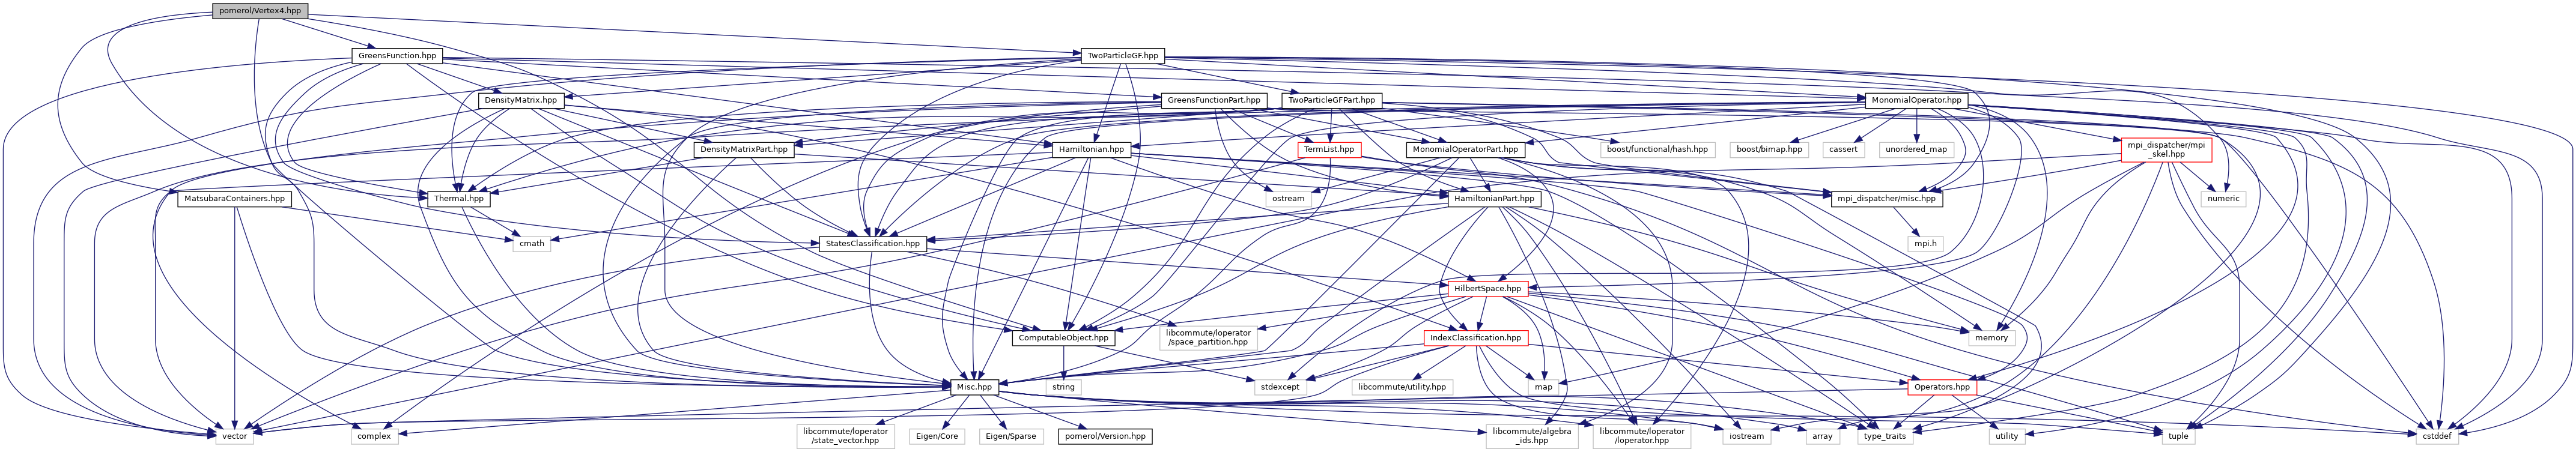 pomerol/Vertex4.hpp
GreensFunction.hpp
TwoParticleGF.hpp
DensityMatrix.hpp
GreensFunctionPart.hpp
TwoParticleGFPart.hpp
MonomialOperator.hpp
DensityMatrixPart.hpp
Hamiltonian.hpp
TermList.hpp
MonomialOperatorPart.hpp
boost/functional/hash.hpp
boost/bimap.hpp
cassert
unordered_map
mpi_dispatcher/mpi
_skel.hpp
MatsubaraContainers.hpp
Thermal.hpp
ostream
HamiltonianPart.hpp
mpi_dispatcher/misc.hpp
numeric
cmath
StatesClassification.hpp
mpi.h
HilbertSpace.hpp
ComputableObject.hpp
libcommute/loperator
/space_partition.hpp
IndexClassification.hpp
memory
Misc.hpp
string
stdexcept
libcommute/utility.hpp
map
Operators.hpp
vector
complex
libcommute/loperator
/state_vector.hpp
Eigen/Core
Eigen/Sparse
pomerol/Version.hpp
libcommute/algebra
_ids.hpp
libcommute/loperator
/loperator.hpp
iostream
array
type_traits
utility
tuple
cstddef